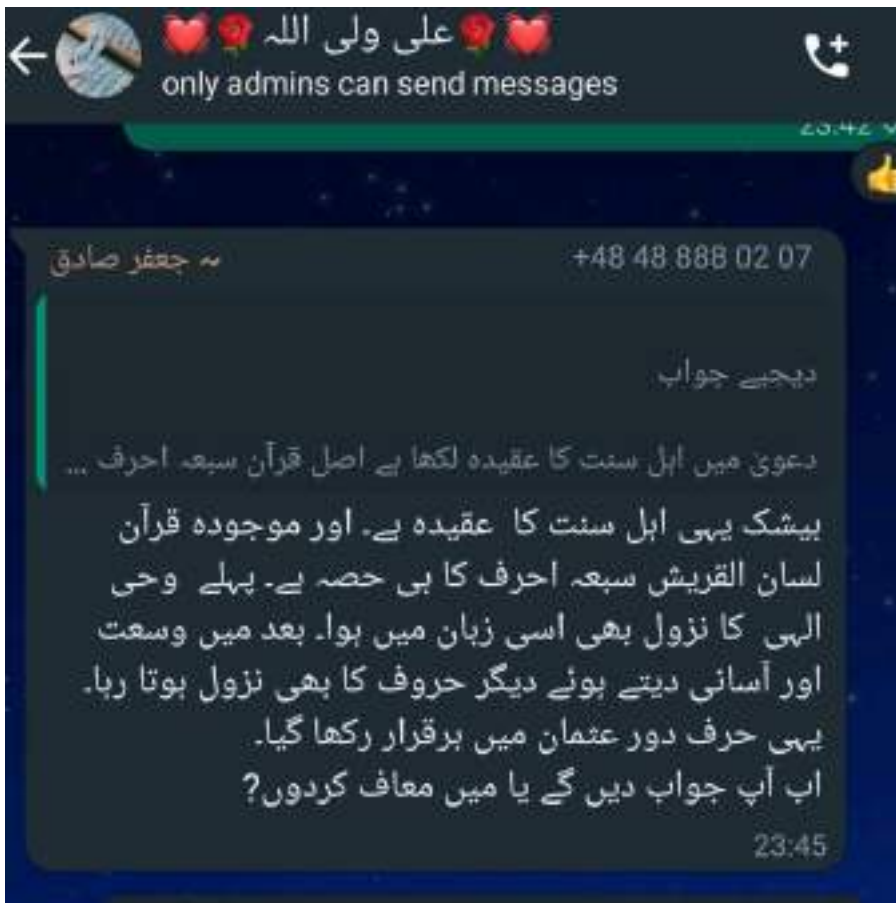 💓🌹علی ولی اللہ🌹💓
only admins can send messages
23:42
~ جعفر صادق
+48 48 888 02 07
دیجیے جواب
دعویٰ میں اہل سنت کا عقیدہ لکھا ہے اصل قرآن سبعہ احرف ...
بیشک یہی اہل سنت کا عقیدہ ہے۔ اور موجودہ قرآن
لسان القریش سبعہ احرف کا ہی حصہ ہے۔ پہلے وحی
الہی کا نزول بھی اسی زبان میں ہوا۔ بعد میں وسعت
اور آسانی دیتے ہوئے دیگر حروف کا بھی نزول ہوتا رہا۔
یہی حرف دور عثمان میں برقرار رکھا گیا۔
اب آپ جواب دیں گے یا میں معاف کردوں?
23:45